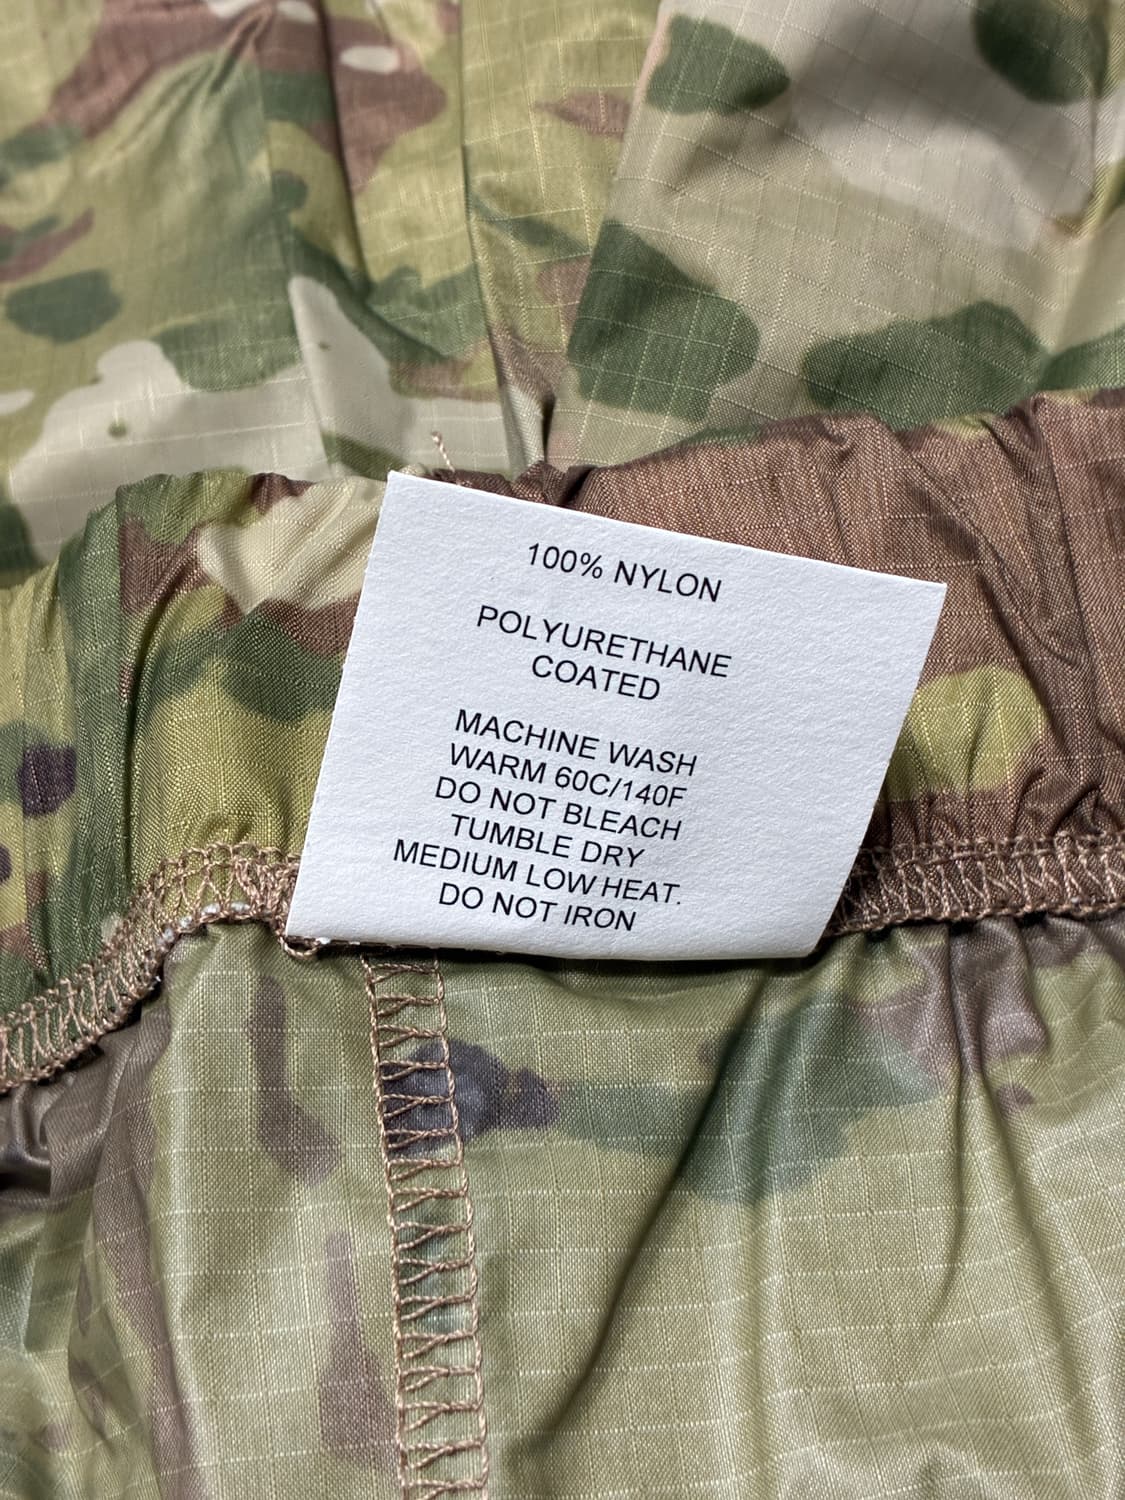 100% NYLON
POLYURETHANE
COATED
MACHINE WASH
WARM 60C/140F
DO NOT BLEACH
TUMBLE DRY
MEDIUM LOW HEAT.
DO NOT IRON